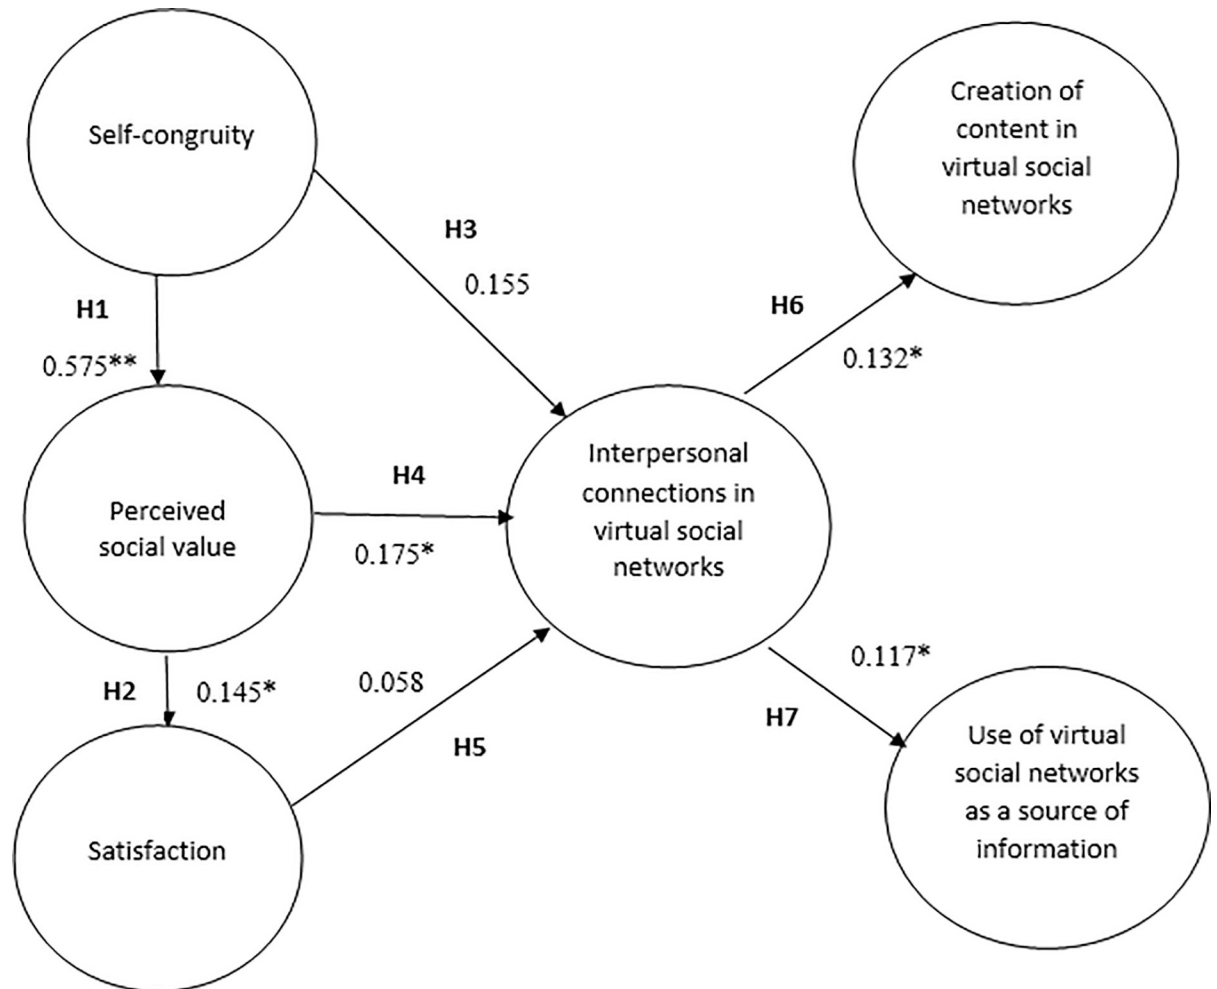 Self-congruity
H1
0.575**
Perceived
social value
H2
0.145*
Satisfaction
H3
0.155
H4
0.175*
0.058
H5
Interpersonal
connections in
virtual social
networks
H6
0.132*
Creation of
content in
virtual social
networks
0.117*
H7
Use of virtual
social networks
as a source of
information